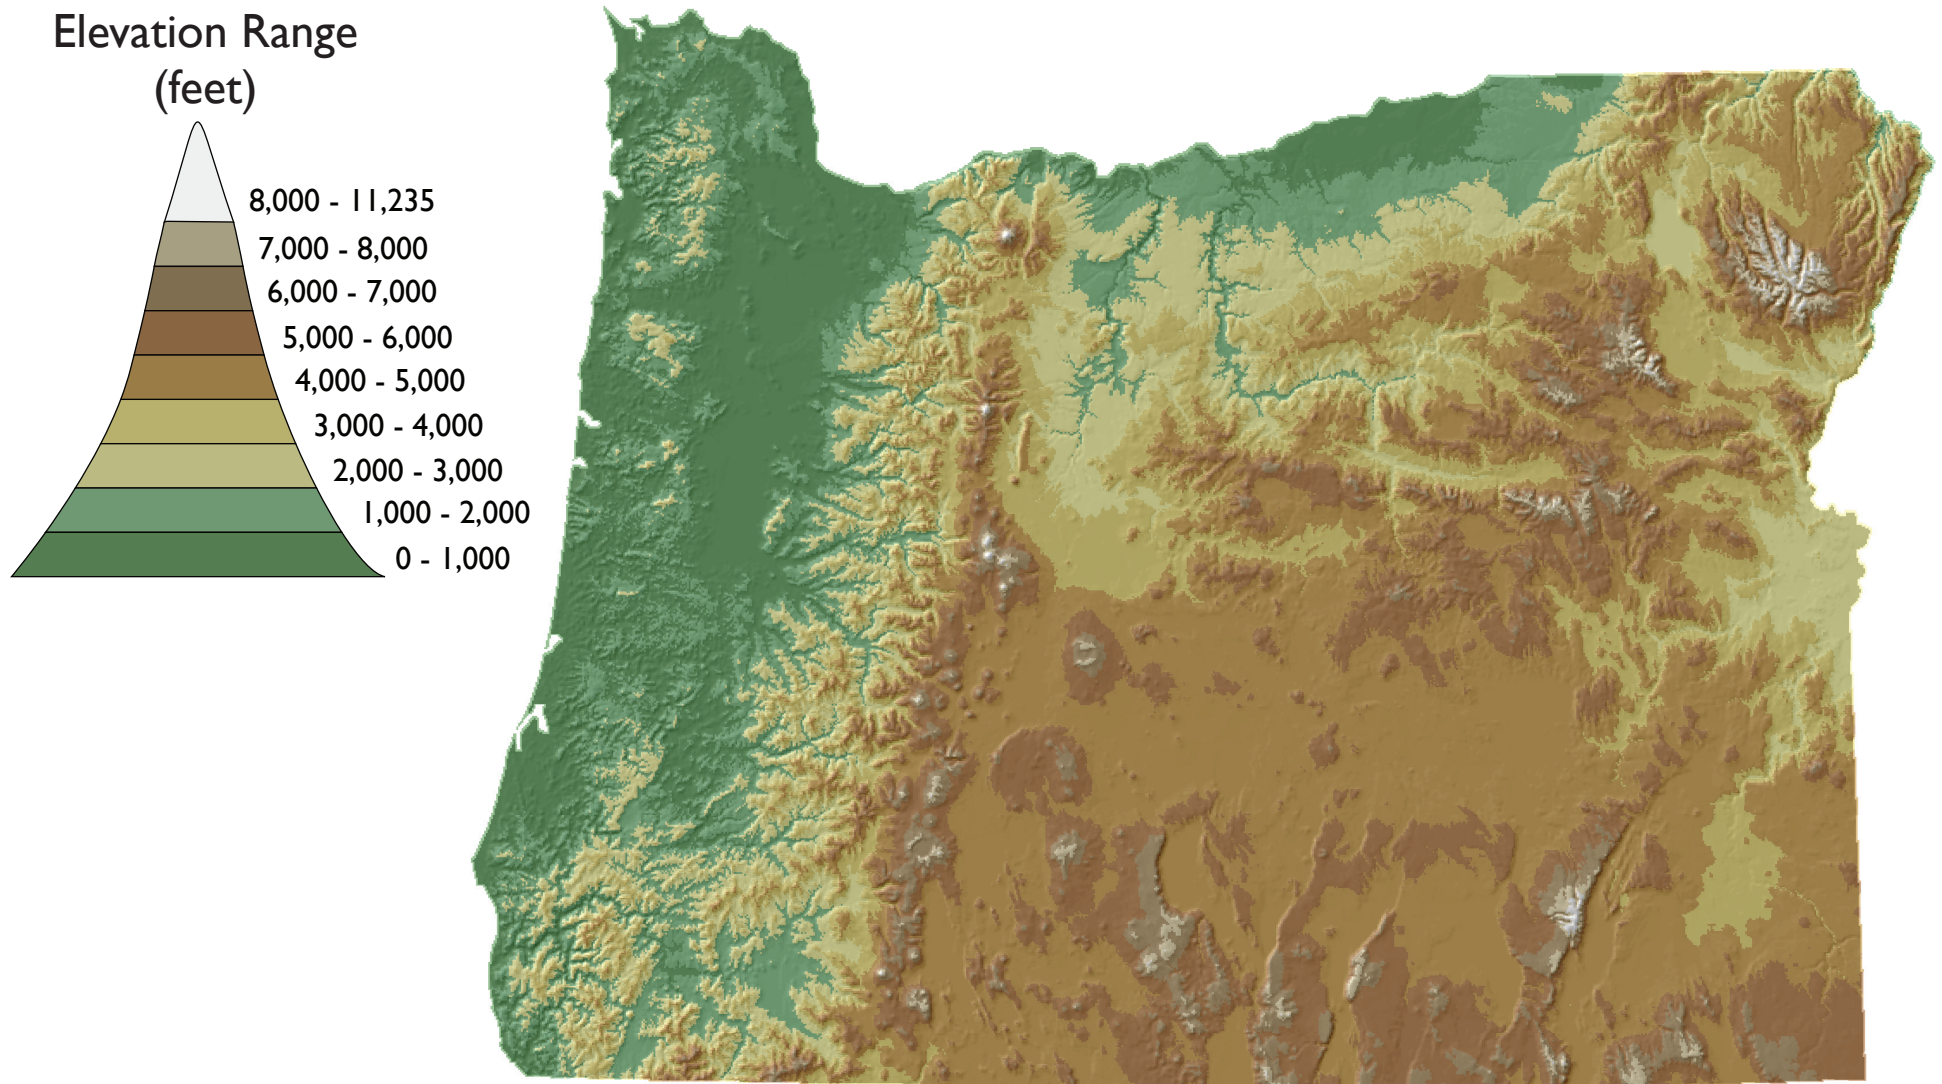 Elevation Range
(feet)
8,000 - 11,235
7,000 - 8,000
6,000 - 7,000
5,000 - 6,000
4,000 - 5,000
3,000 - 4,000
2,000 - 3,000
1,000 - 2,000
0 - 1,000